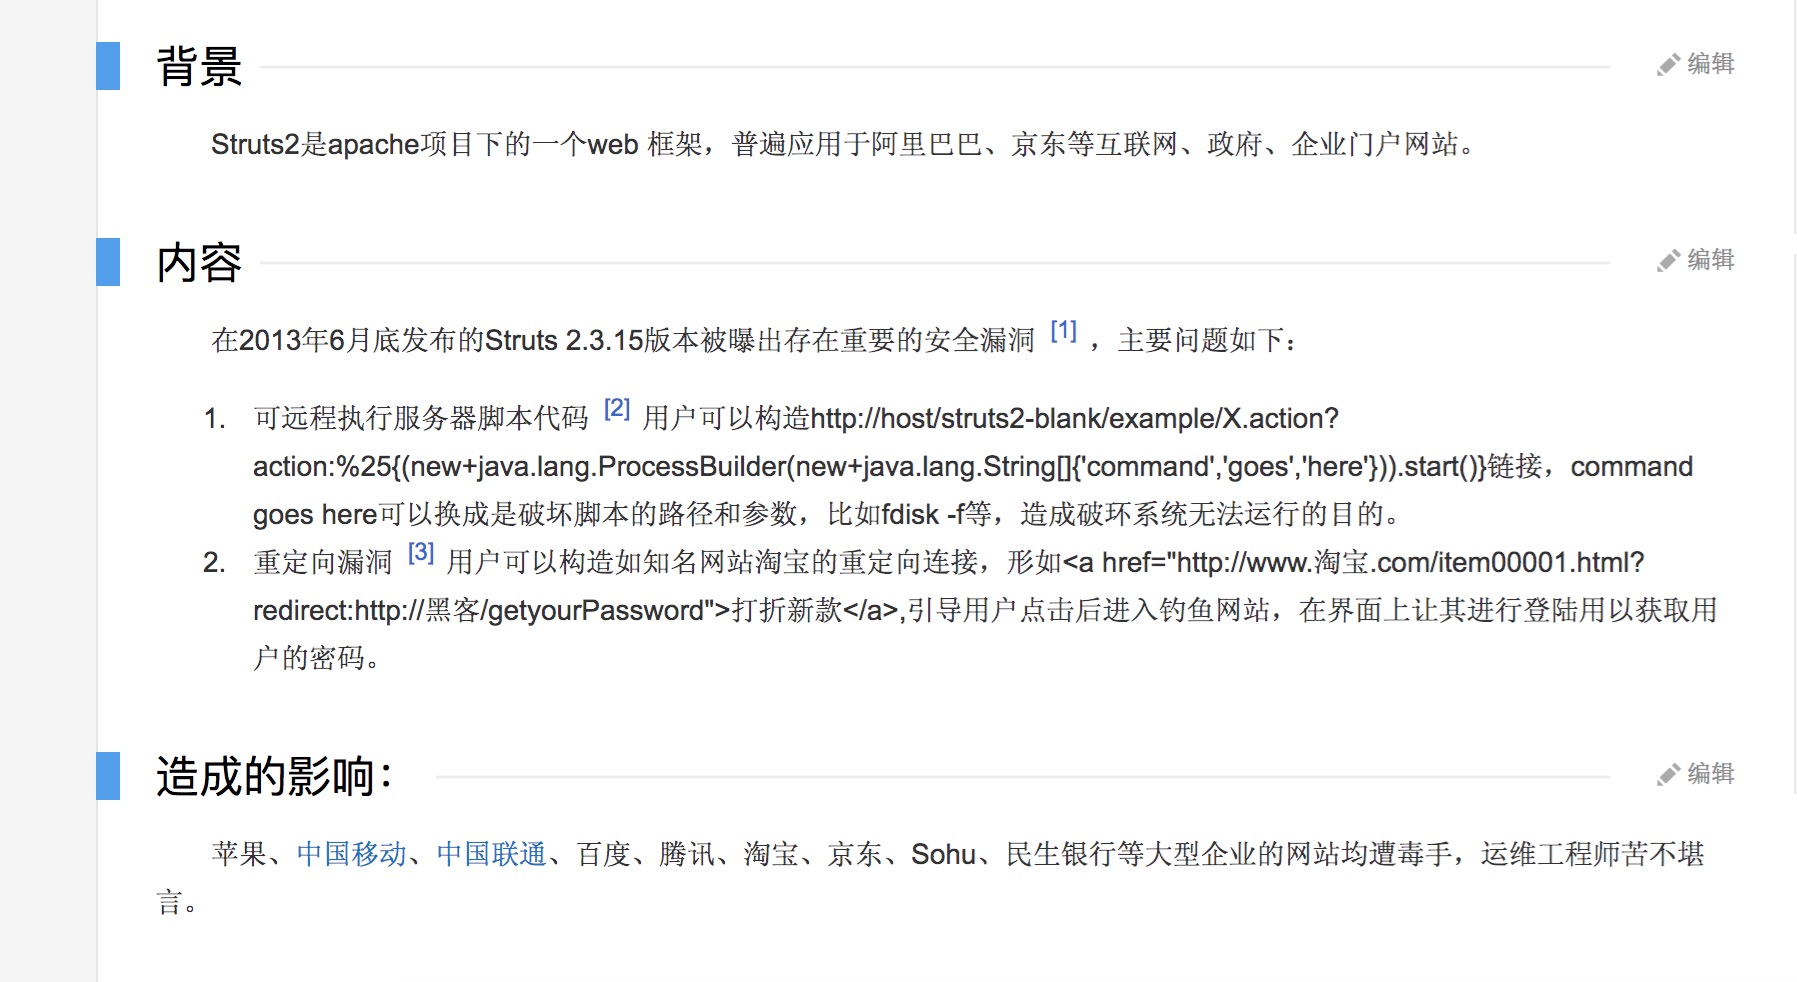 背景
编辑
Struts2是apache项目下的一个web 框架，普遍应用于阿里巴巴、京东等互联网、政府、企业门户网站。
内容
编辑
在2013年6月底发布的Struts 2.3.15版本被曝出存在重要的安全漏洞 [1] ，主要问题如下：
1. 可远程执行服务器脚本代码 [2] 用户可以构造http://host/struts2-blank/example/X.action?
action:%25{(new+java.lang.ProcessBuilder(new+java.lang.String[]{'command','goes','here'})).start()}链接，command
goes here可以换成是破坏脚本的路径和参数，比如fdisk -f等，造成破环系统无法运行的目的。
2. 重定向漏洞 [3] 用户可以构造如知名网站淘宝的重定向连接，形如<a href="http://www.淘宝.com/item00001.html?
redirect:http://黑客/getyourPassword">打折新款</a>,引导用户点击后进入钓鱼网站，在界面上让其进行登陆用以获取用
户的密码。
造成的影响：
编辑
苹果、中国移动、中国联通、百度、腾讯、淘宝、京东、Sohu、民生银行等大型企业的网站均遭毒手，运维工程师苦不堪
言。